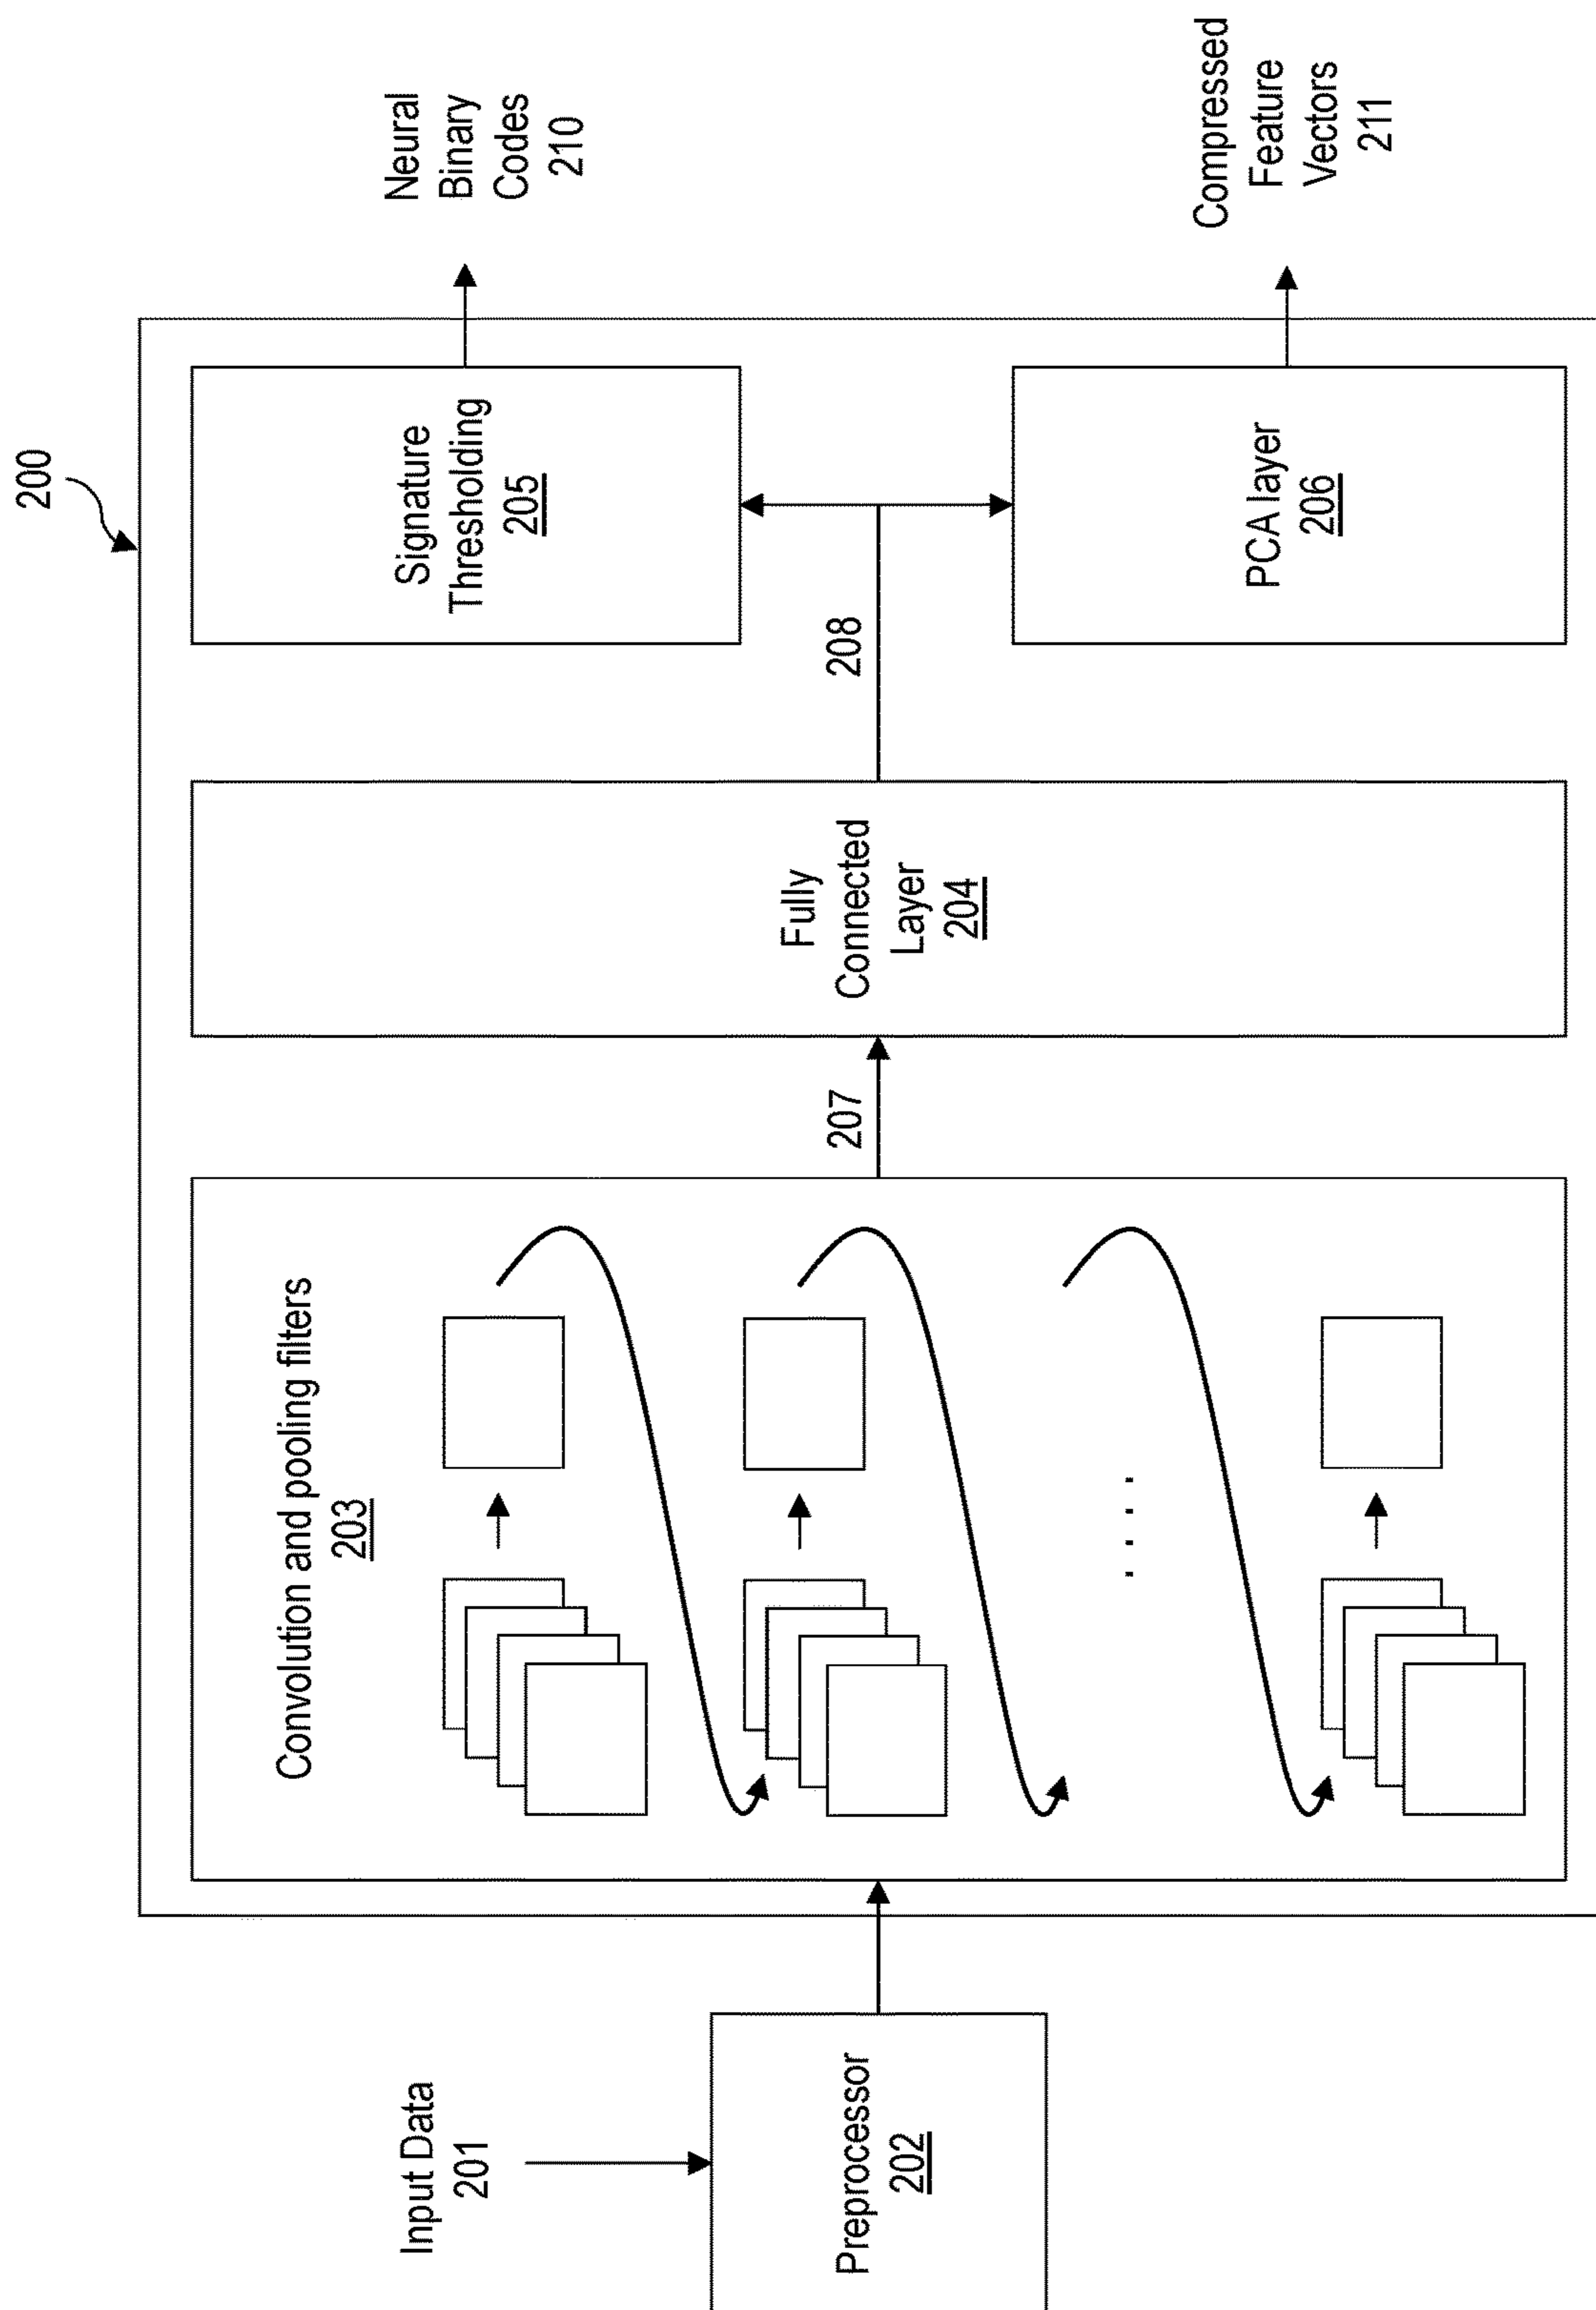 200
Input Data
201
Preprocessor
202
Convolution and pooling filters
203
207
Fully
Connected
Layer
204
208
Signature
Thresholding
205
PCA layer
206
Neural
Binary
Codes
210
Compressed
Feature
Vectors
211